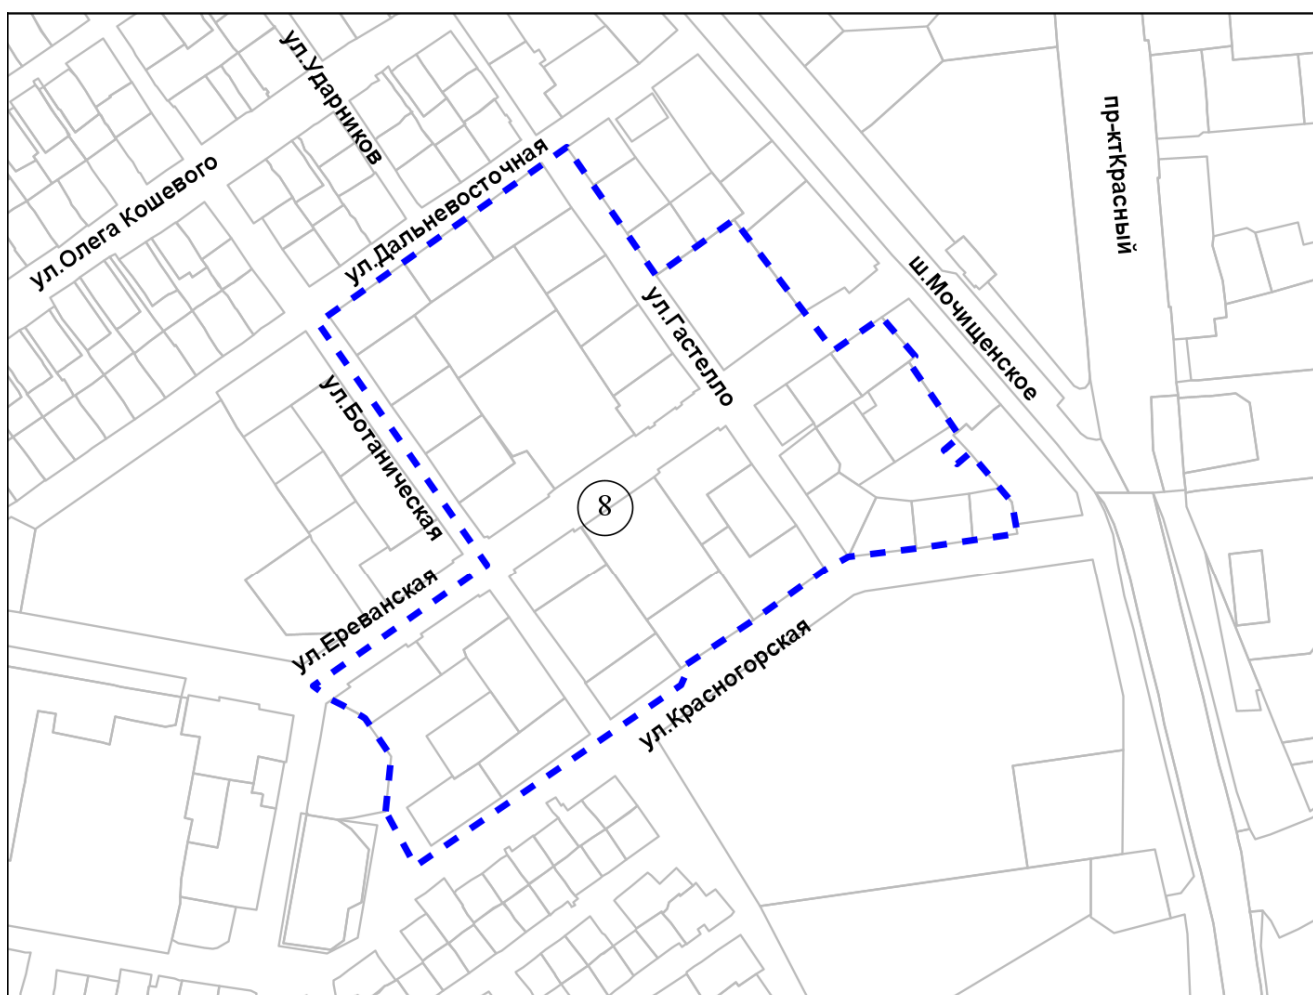 ул.Ударников
пр-ктКрасный
ул.Олега Кошевого
ул.Дальневосточная
ул.Гастелло
ш.Мочищенское
ул.Ботаническая
8
ул.Ереванская
ул.Красногорская